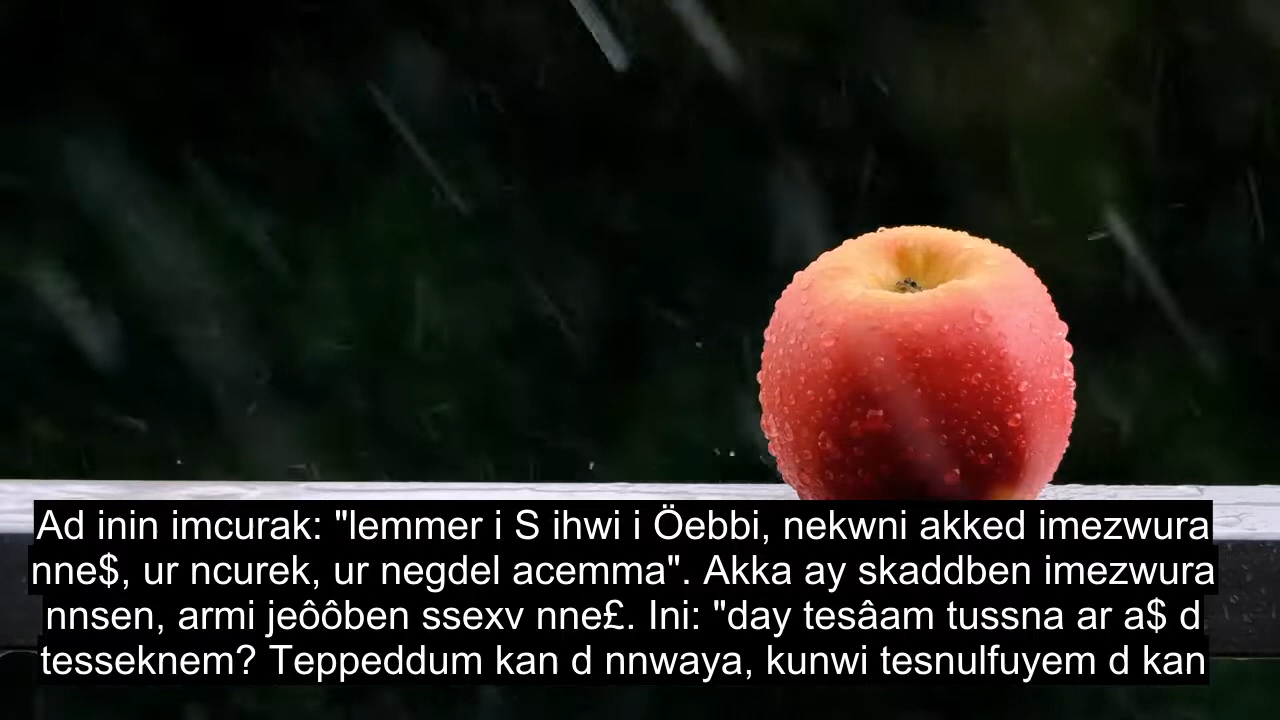 Ad inin imcurak: "lemmer i S ihwi i Öebbi, nekwni akked imezwura
nne$, ur ncurek, ur negdel acemma". Akka ay skaddben imezwura
nnsen, armi jeôôben ssexv nne£. Ini: "day tesâam tussna ar a$ d
tesseknem? Teppeddum kan d nnwaya, kunwi tesnulfuyem d kan